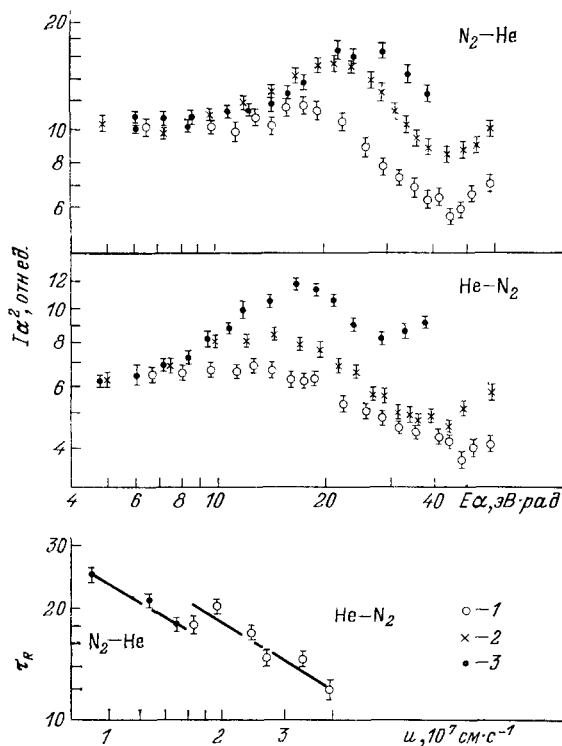 20
N₂—He
10
8
6
Iα², отн ед.
12
He—N₂
10
8
6
4
4 6 8 10 20 40 Eα, эВ·рад
30
20
He—N₂
N₂—He
○—1
×—2
●—3
τ_R
10
1 2 3 u, 10⁷ см·с⁻¹